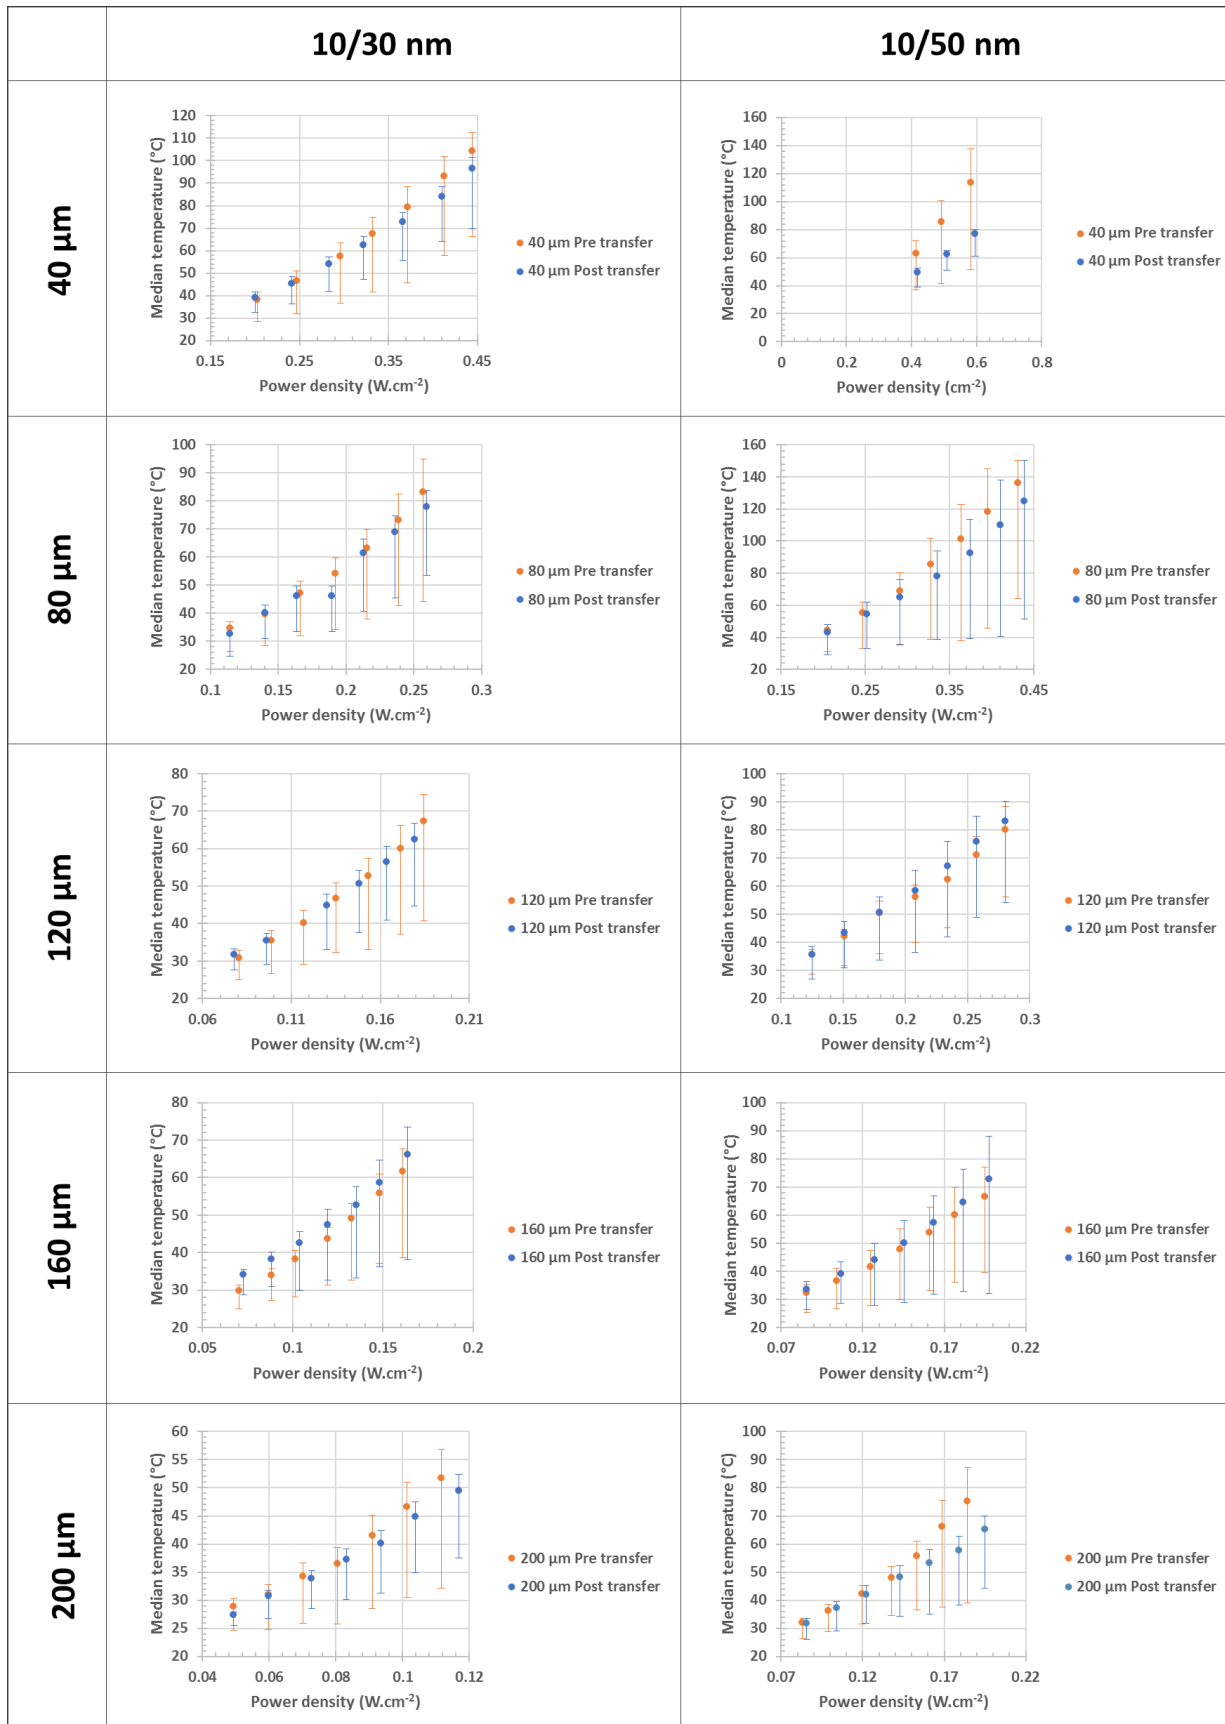 10/30 nm
10/50 nm
40 µm
Median temperature (°C)
120
110
100
90
80
70
60
50
40
30
20
0.15
0.25
0.35
0.45
Power density (W.cm⁻²)
40 µm Pre transfer
40 µm Post transfer
Median temperature (°C)
160
140
120
100
80
60
40
20
0
0
0.2
0.4
0.6
0.8
Power density (cm⁻²)
40 µm Pre transfer
40 µm Post transfer
80 µm
Median temperature (°C)
100
90
80
70
60
50
40
30
20
0.1
0.15
0.2
0.25
0.3
Power density (W.cm⁻²)
80 µm Pre transfer
80 µm Post transfer
Median temperature (°C)
160
140
120
100
80
60
40
20
0.15
0.25
0.35
0.45
Power density (W.cm⁻²)
80 µm Pre transfer
80 µm Post transfer
120 µm
Median temperature (°C)
80
70
60
50
40
30
20
0.06
0.11
0.16
0.21
Power density (W.cm⁻²)
120 µm Pre transfer
120 µm Post transfer
Median temperature (°C)
100
90
80
70
60
50
40
30
20
0.1
0.15
0.2
0.25
0.3
Power density (W.cm⁻²)
120 µm Pre transfer
120 µm Post transfer
160 µm
Median temperature (°C)
80
70
60
50
40
30
20
0.05
0.1
0.15
0.2
Power density (W.cm⁻²)
160 µm Pre transfer
160 µm Post transfer
Median temperature (°C)
100
90
80
70
60
50
40
30
20
0.07
0.12
0.17
0.22
Power density (W.cm⁻²)
160 µm Pre transfer
160 µm Post transfer
200 µm
Median temperature (°C)
60
55
50
45
40
35
30
25
20
0.04
0.06
0.08
0.1
0.12
Power density (W.cm⁻²)
200 µm Pre transfer
200 µm Post transfer
Median temperature (°C)
100
90
80
70
60
50
40
30
20
0.07
0.12
0.17
0.22
Power density (W.cm⁻²)
200 µm Pre transfer
200 µm Post transfer